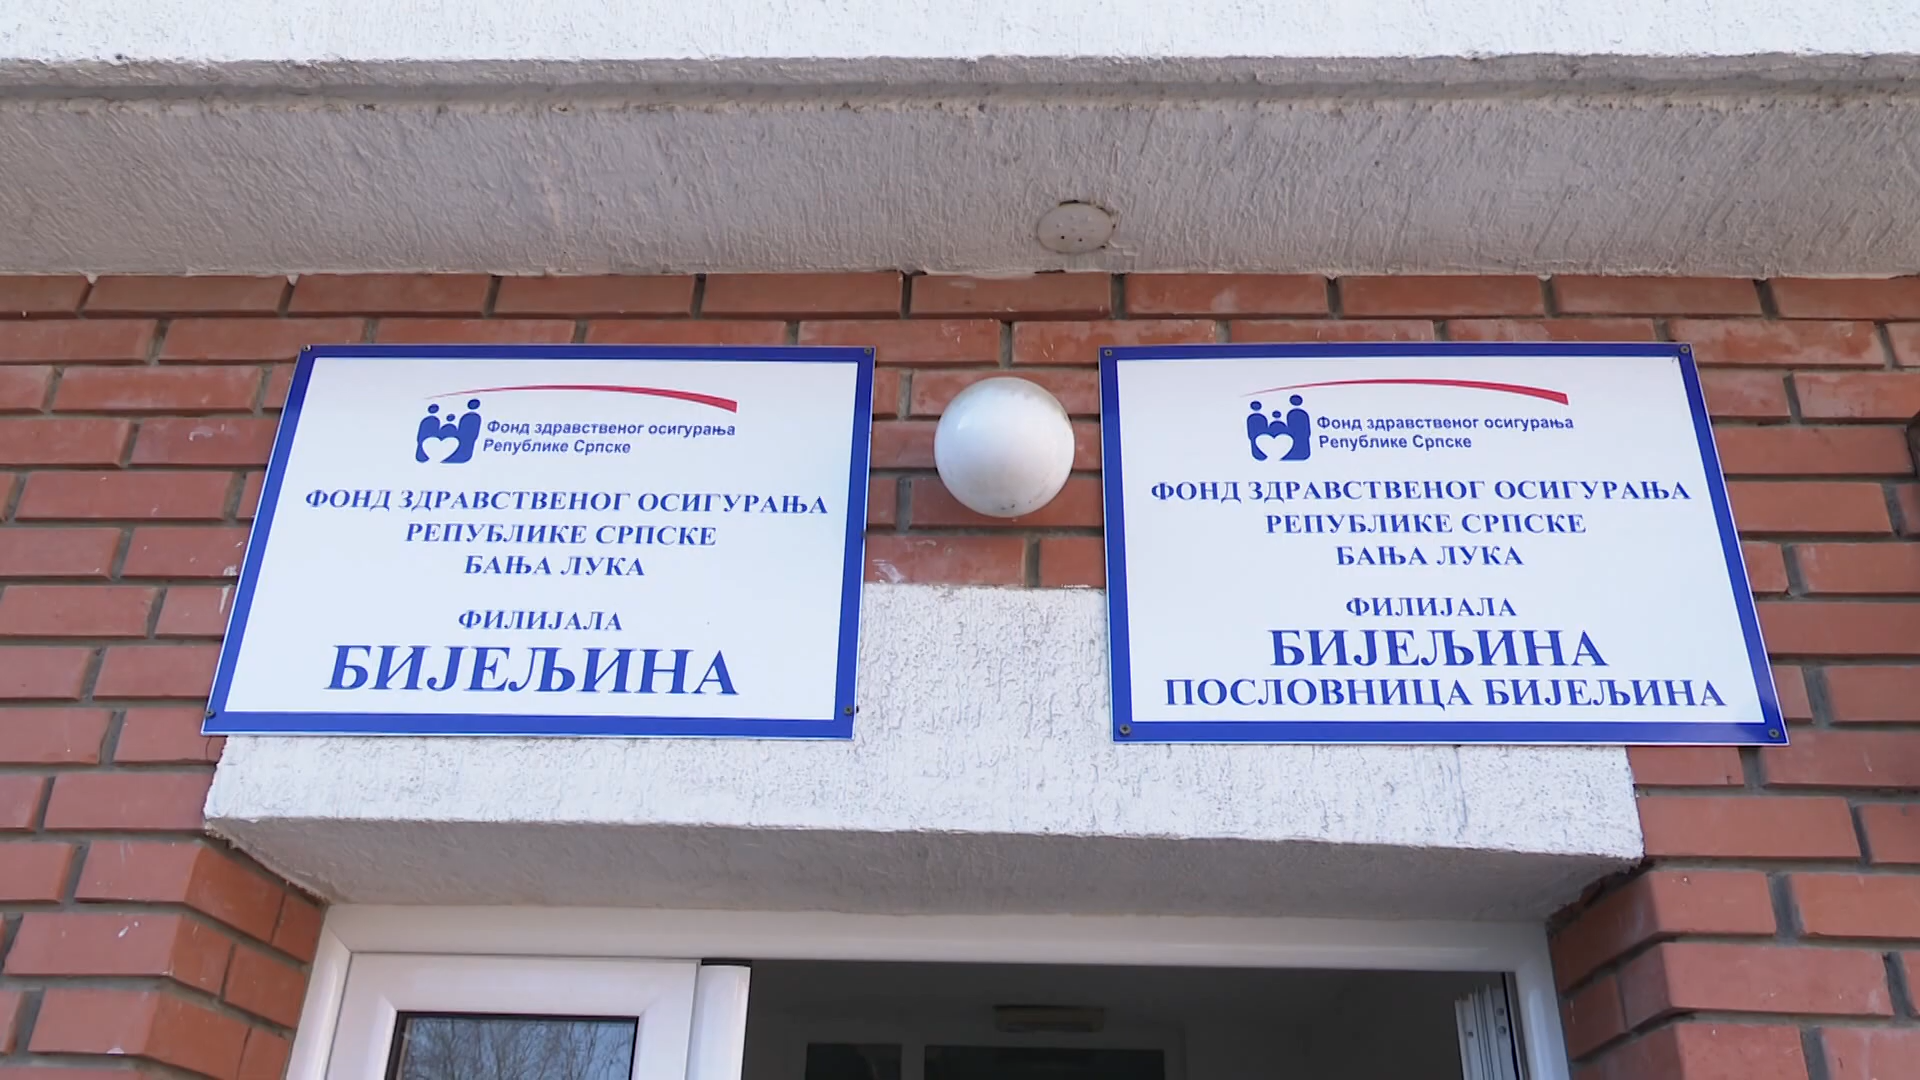 Фонд здравственог осигурања
Републике Српске
ФОНД ЗДРАВСТВЕНОГ ОСИГУРАЊА
РЕПУБЛИКЕ СРПСКЕ
БАЊА ЛУКА
ФИЛИЈАЛА
БИЈЕЉИНА
Фонд здравственог осигурања
Републике Српске
ФОНД ЗДРАВСТВЕНОГ ОСИГУРАЊА
РЕПУБЛИКЕ СРПСКЕ
БАЊА ЛУКА
ФИЛИЈАЛА
БИЈЕЉИНА
ПОСЛОВНИЦА БИЈЕЉИНА